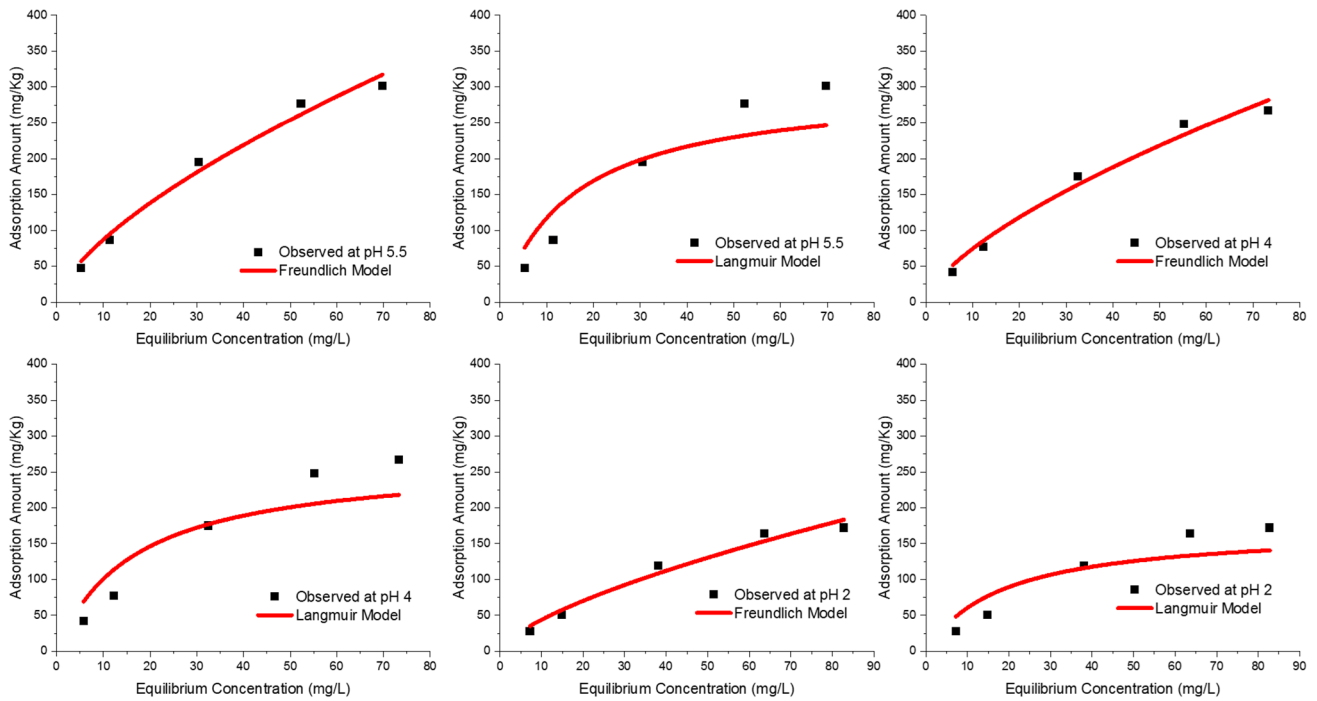 400
350
300
250
200
150
100
50
0
Adsorption Amount (mg/Kg)
Observed at pH 5.5
Freundlich Model
0 10 20 30 40 50 60 70 80
Equilibrium Concentration (mg/L)
400
350
300
250
200
150
100
50
0
Adsorption Amount (mg/Kg)
Observed at pH 5.5
Langmuir Model
0 10 20 30 40 50 60 70 80
Equilibrium Concentration (mg/L)
400
350
300
250
200
150
100
50
0
Adsorption Amount (mg/Kg)
Observed at pH 4
Freundlich Model
0 10 20 30 40 50 60 70 80
Equilibrium Concentration (mg/L)
400
350
300
250
200
150
100
50
0
Adsorption Amount (mg/Kg)
Observed at pH 4
Langmuir Model
0 10 20 30 40 50 60 70 80
Equilibrium Concentration (mg/L)
400
350
300
250
200
150
100
50
0
Adsorption Amount (mg/Kg)
Observed at pH 2
Freundlich Model
0 10 20 30 40 50 60 70 80 90
Equilibrium Concentration (mg/L)
400
350
300
250
200
150
100
50
0
Adsorption Amount (mg/Kg)
Observed at pH 2
Langmuir Model
0 10 20 30 40 50 60 70 80 90
Equilibrium Concentration (mg/L)